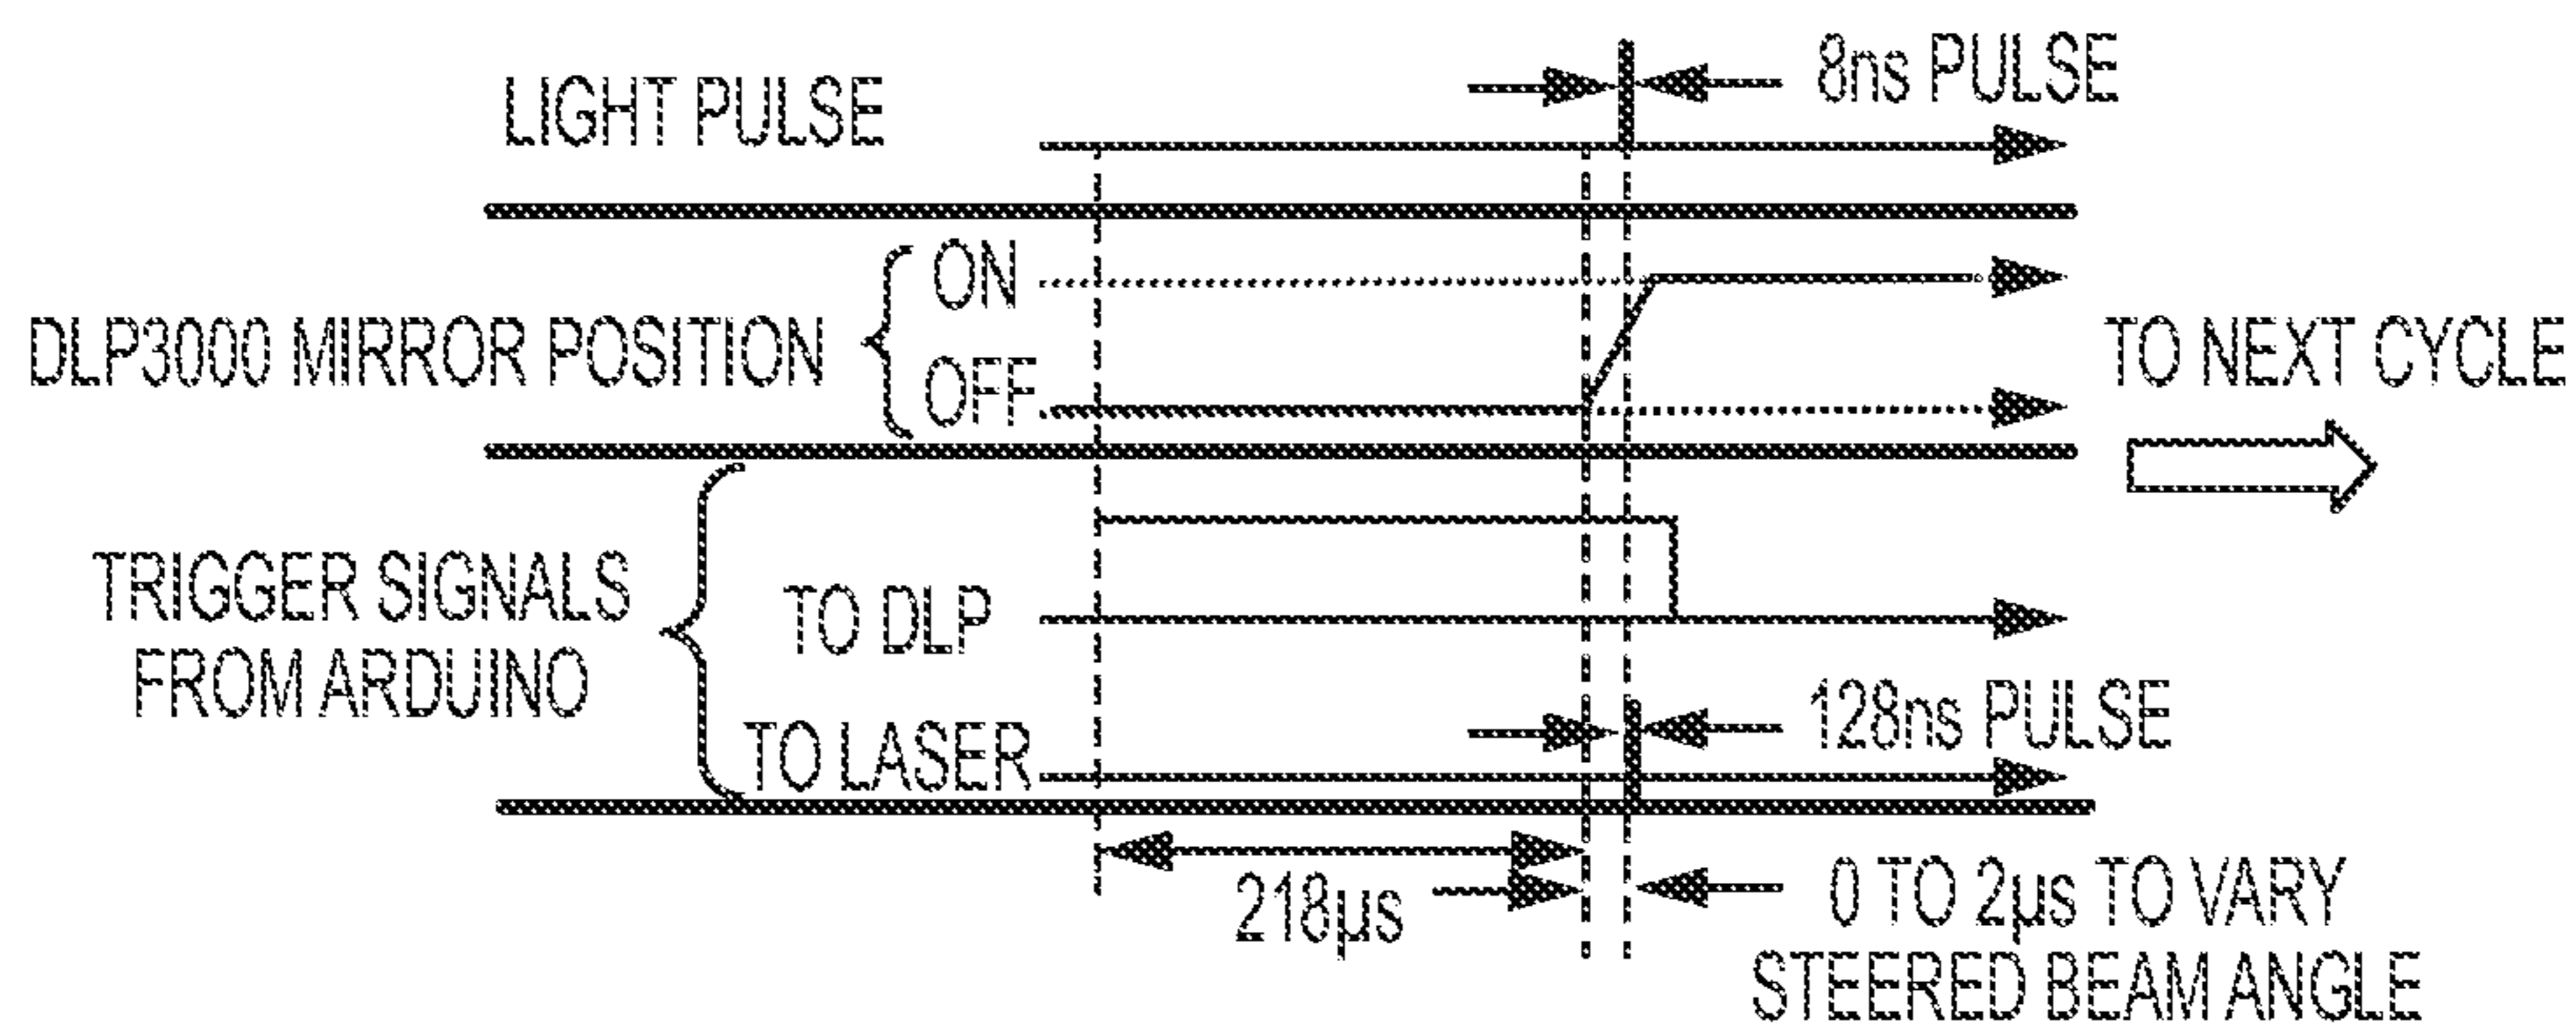 LIGHT PULSE
8ns PULSE
ON
DLP3000 MIRROR POSITION
OFF
TO NEXT CYCLE
TRIGGER SIGNALS
FROM ARDUINO
TO DLP
TO LASER
128ns PULSE
218µs
0 TO 2µs TO VARY
STEERED BEAM ANGLE